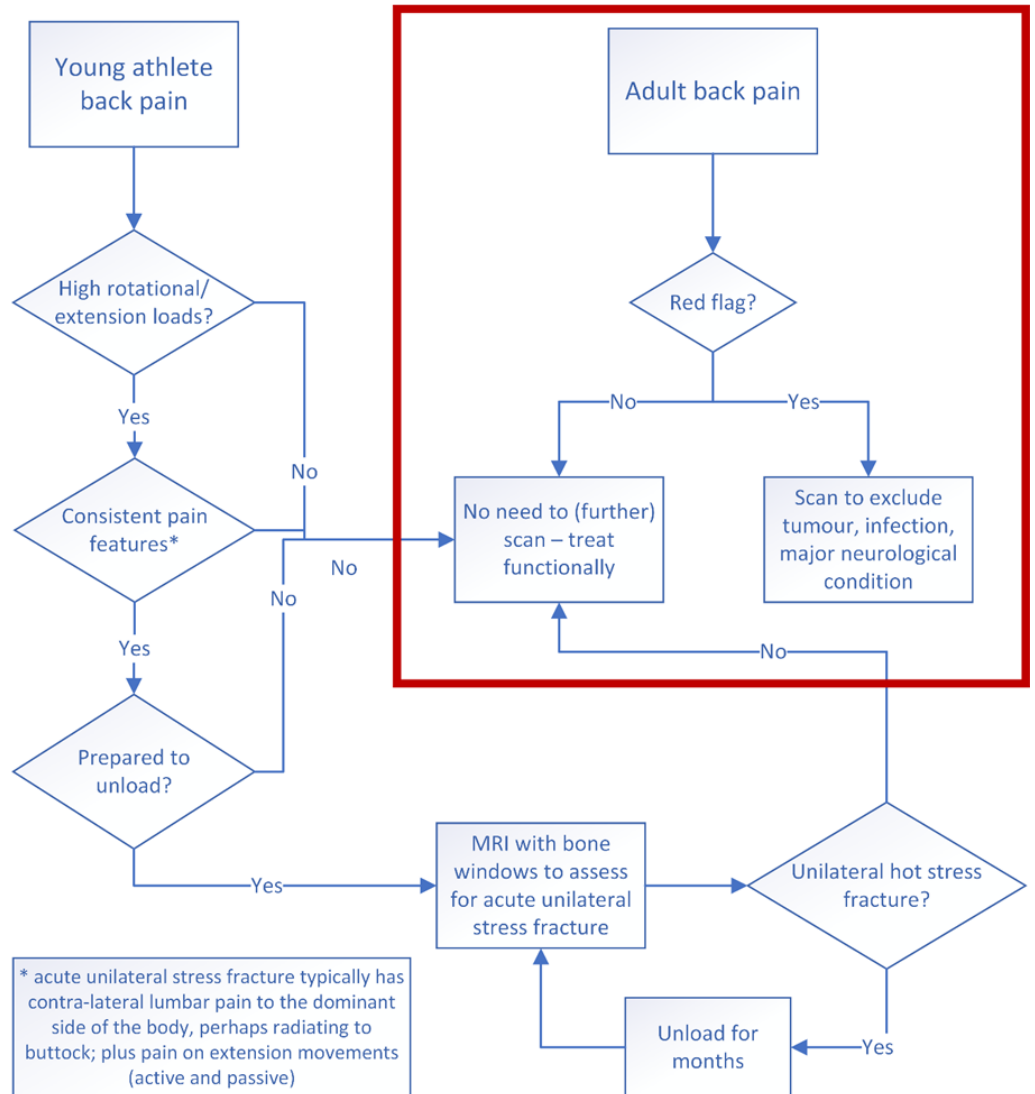 Young athlete
back pain
Adult back pain
High rotational/
extension loads?
Red flag?
Yes
No
No
Yes
Consistent pain
features*
No need to (further)
scan – treat
functionally
Scan to exclude
tumour, infection,
major neurological
condition
No
No
Yes
No
Prepared to
unload?
Yes
MRI with bone
windows to assess
for acute unilateral
stress fracture
Unilateral hot stress
fracture?
* acute unilateral stress fracture typically has
contra-lateral lumbar pain to the dominant
side of the body, perhaps radiating to
buttock; plus pain on extension movements
(active and passive)
Unload for
months
Yes